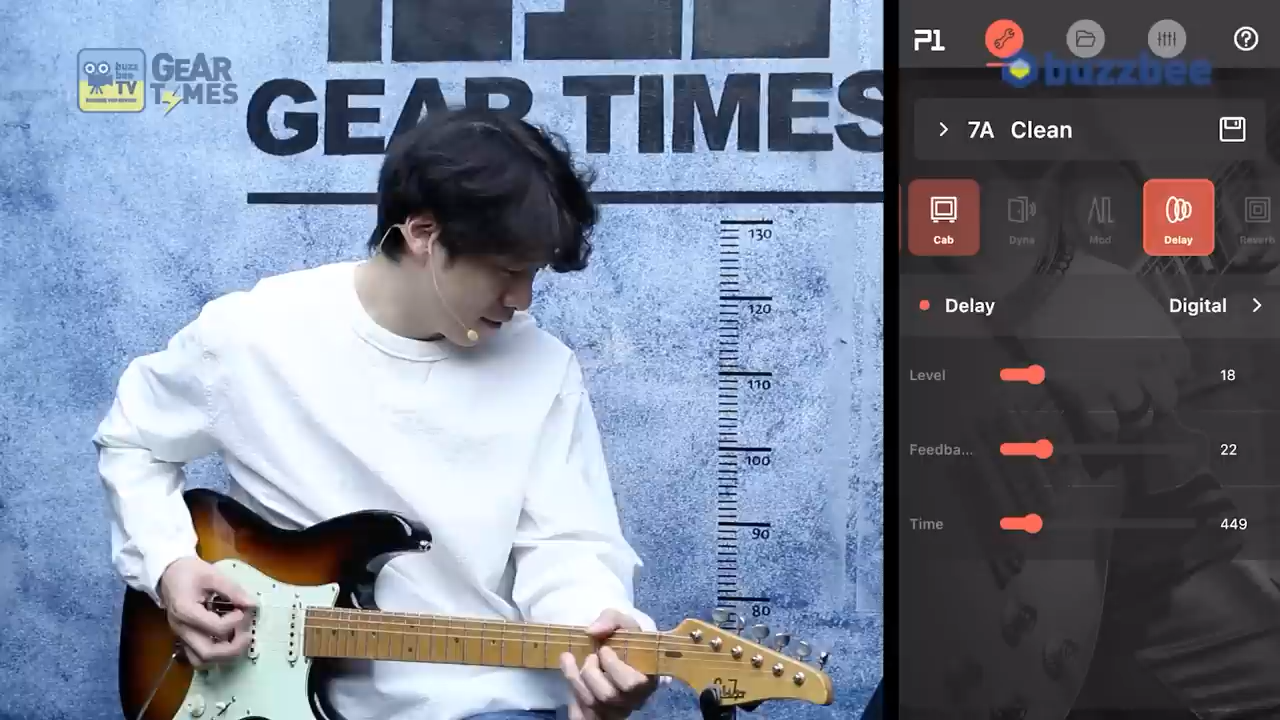 buzz
bee
TV
GEAR
TIMES
GEAR TIMES
130
120
110
100
90
80
P1
buzzbee
7A Clean
Cab
Dyna
Mod
Delay
Reverb
Delay
Digital
Level
18
Feedba...
22
Time
449